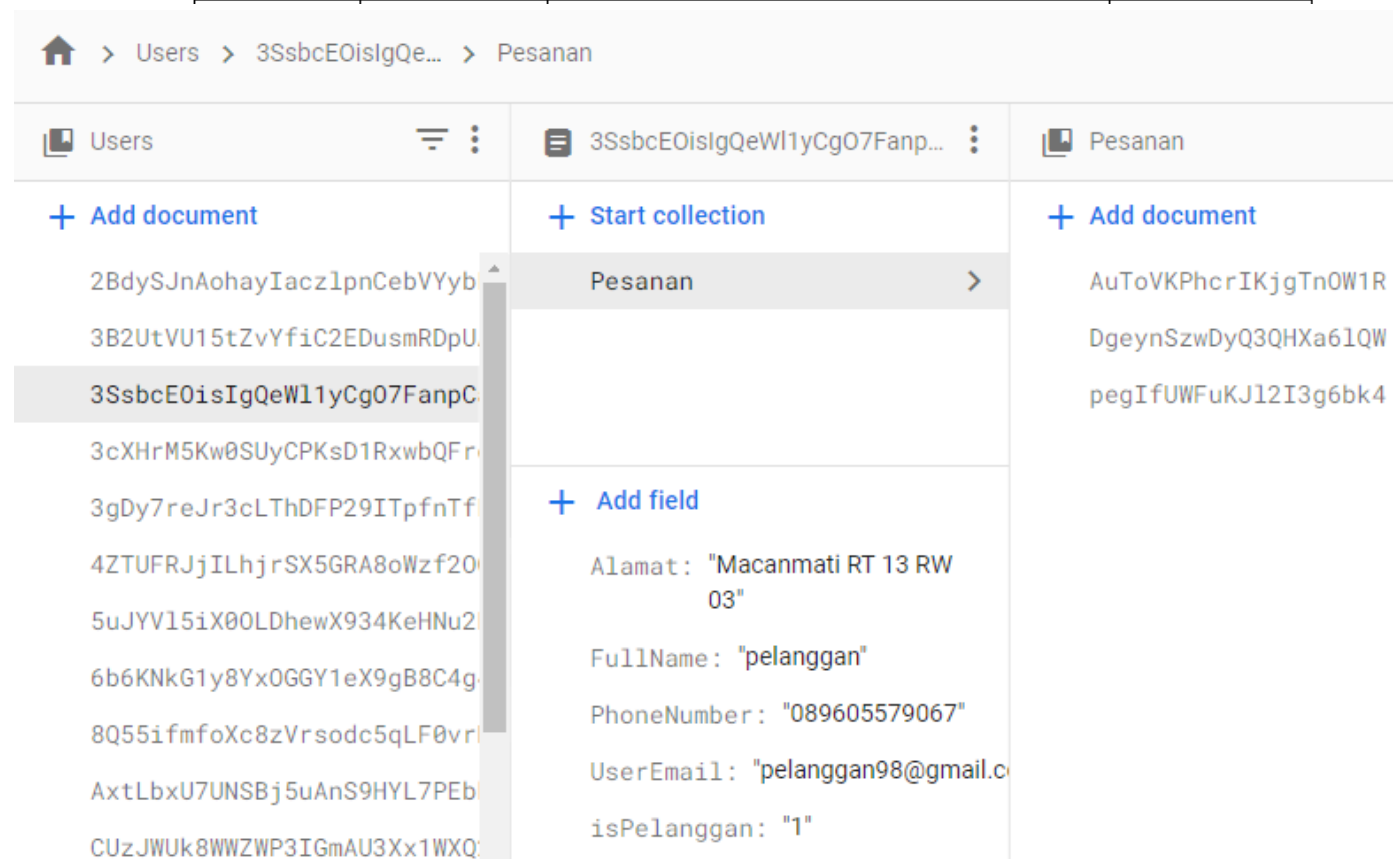 Users > 3SsbcEOisIgQe... > Pesanan
Users
+ Add document
2BdySJnAohayIaczlpnCebVYyb
3B2UtVU15tZvYfiC2EDusmRDpU
3SsbcEOisIgQeWl1yCgO7FanpC
3cXHrM5Kw0SUyCPKsD1RxwbQFr
3gDy7reJr3cLThDFP29ITpfnTf
4ZTUFRJjILhjrSX5GRA8oWzf2O
5uJYVl5iX0OLDhewX934KeHNu2
6b6KNkG1y8YxOGGY1eX9gB8C4g
8Q55ifmfoXc8zVrsodc5qLF0vr
AxtLbxU7UNSBj5uAnS9HYL7PEb
CUzJWUk8WWZWP3IGmAU3Xx1WXQ
3SsbcEOisIgQeWl1yCgO7Fanp...
+ Start collection
Pesanan >
+ Add field
Alamat: "Macanmati RT 13 RW
03"
FullName: "pelanggan"
PhoneNumber: "089605579067"
UserEmail: "pelanggan98@gmail.c
isPelanggan: "1"
Pesanan
+ Add document
AuToVKPhcrIKjgTnOW1R
DgeynSzwDyQ3QHXa6lQW
pegIfUWFuKJl2I3g6bk4